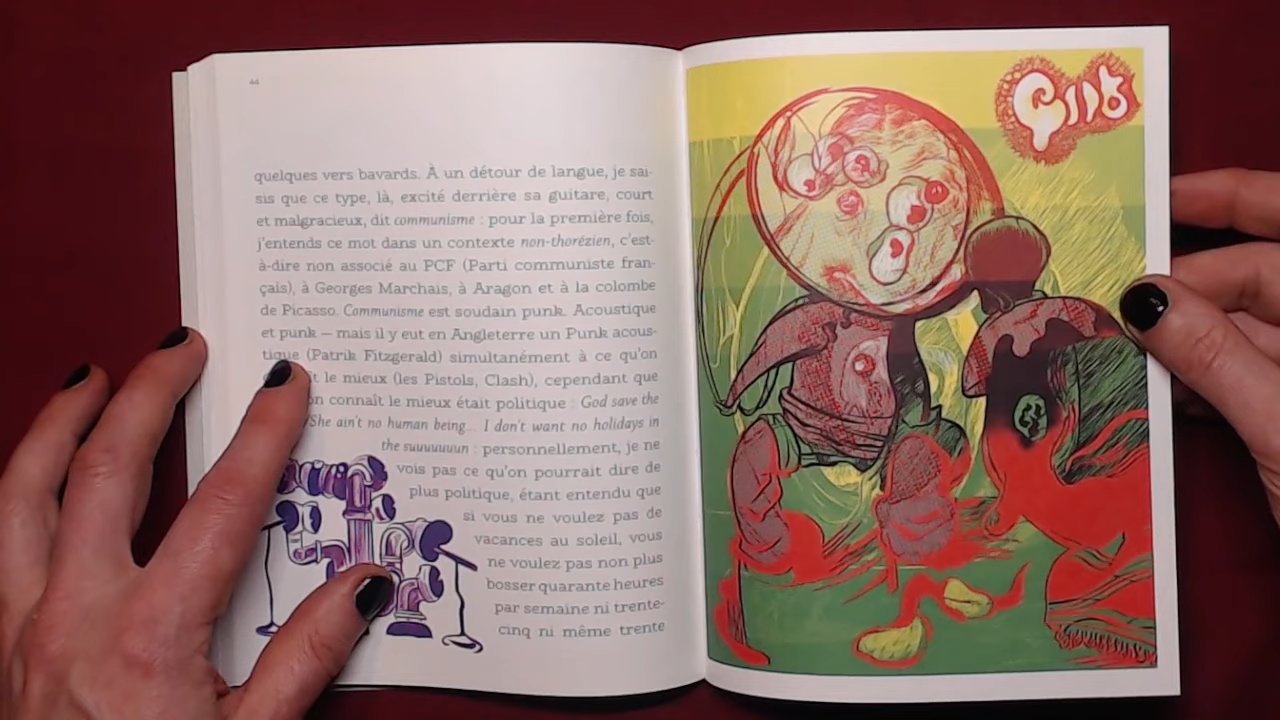 44
quelques vers bavards. À un détour de langue, je sai-
sis que ce type, là, excité derrière sa guitare, court
et malgracieux, dit communisme : pour la première fois,
j'entends ce mot dans un contexte non-thorézien, c'est-
à-dire non associé au PCF (Parti communiste fran-
çais), à Georges Marchais, à Aragon et à la colombe
de Picasso. Communisme est soudain punk. Acoustique
et punk — mais il y eut en Angleterre un Punk acous-
tique (Patrik Fitzgerald) simultanément à ce qu'on
le mieux (les Pistols, Clash), cependant que
connaît le mieux était politique : God save the
She ain't no human being... I don't want no holidays in
the suuuuuuun : personnellement, je ne
vois pas ce qu'on pourrait dire de
plus politique, étant entendu que
si vous ne voulez pas de
vacances au soleil, vous
ne voulez pas non plus
bosser quarante heures
par semaine ni trente-
cinq ni même trente